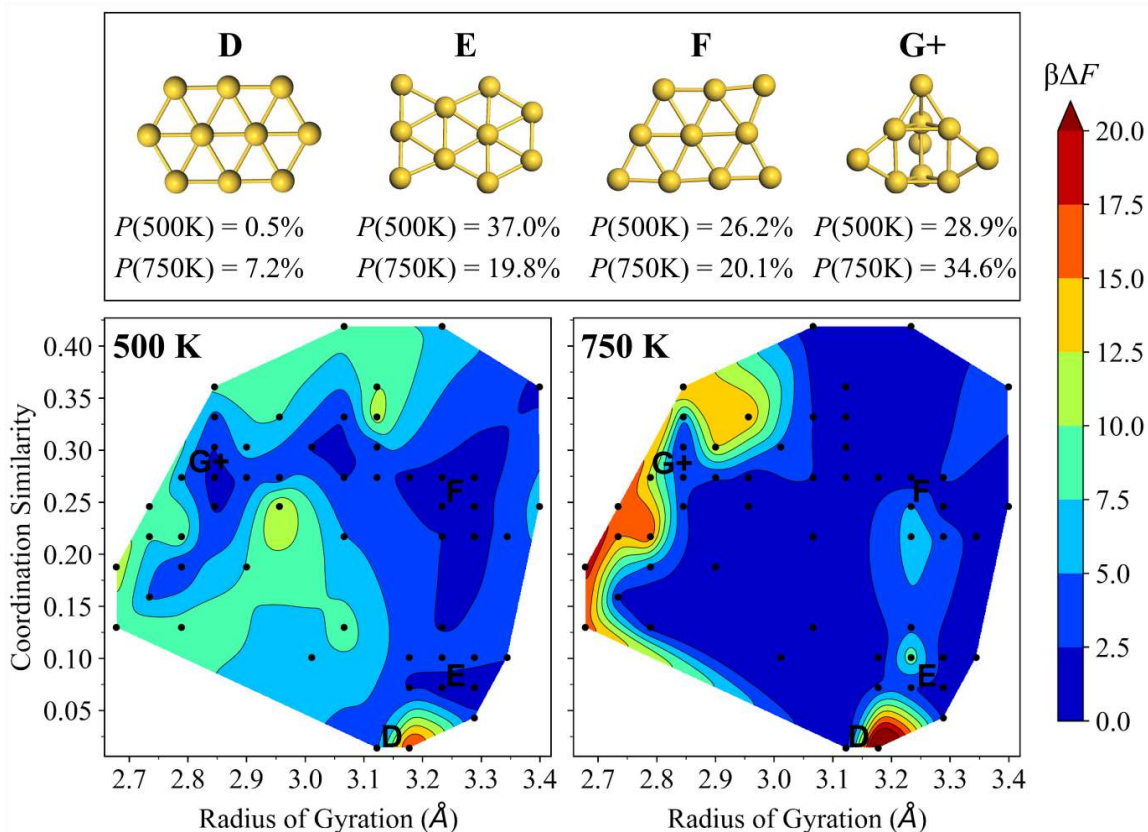 D E F G+
P(500K) = 0.5% P(500K) = 37.0% P(500K) = 26.2% P(500K) = 28.9%
P(750K) = 7.2% P(750K) = 19.8% P(750K) = 20.1% P(750K) = 34.6%
βΔF
20.0
17.5
15.0
12.5
10.0
7.5
5.0
2.5
0.0
Coordination Similarity
0.40
0.35
0.30
0.25
0.20
0.15
0.10
0.05
500 K
G+
F
E
D
2.7 2.8 2.9 3.0 3.1 3.2 3.3 3.4
Radius of Gyration (Å)
750 K
G+
F
E
D
2.7 2.8 2.9 3.0 3.1 3.2 3.3 3.4
Radius of Gyration (Å)